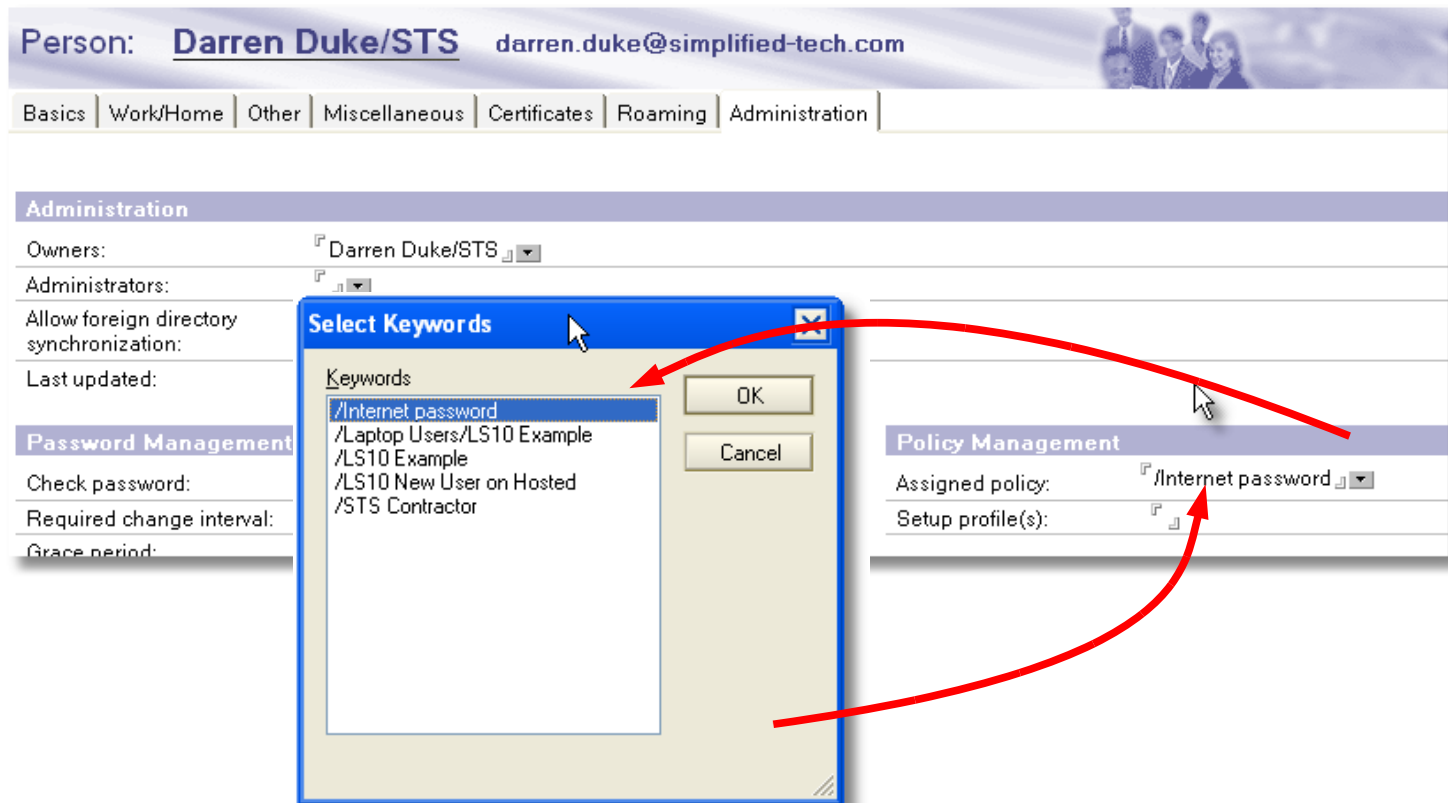 Person: Darren Duke/STS darren.duke@simplified-tech.com
Basics Work/Home Other Miscellaneous Certificates Roaming Administration
Administration
Owners: Darren Duke/STS
Administrators:
Allow foreign directory
synchronization:
Last updated:
Password Management
Check password:
Required change interval:
Grace period:
Select Keywords
Keywords
/Internet password
/Laptop Users/LS10 Example
/LS10 Example
/LS10 New User on Hosted
/STS Contractor
OK
Cancel
Policy Management
Assigned policy: /Internet password
Setup profile(s):